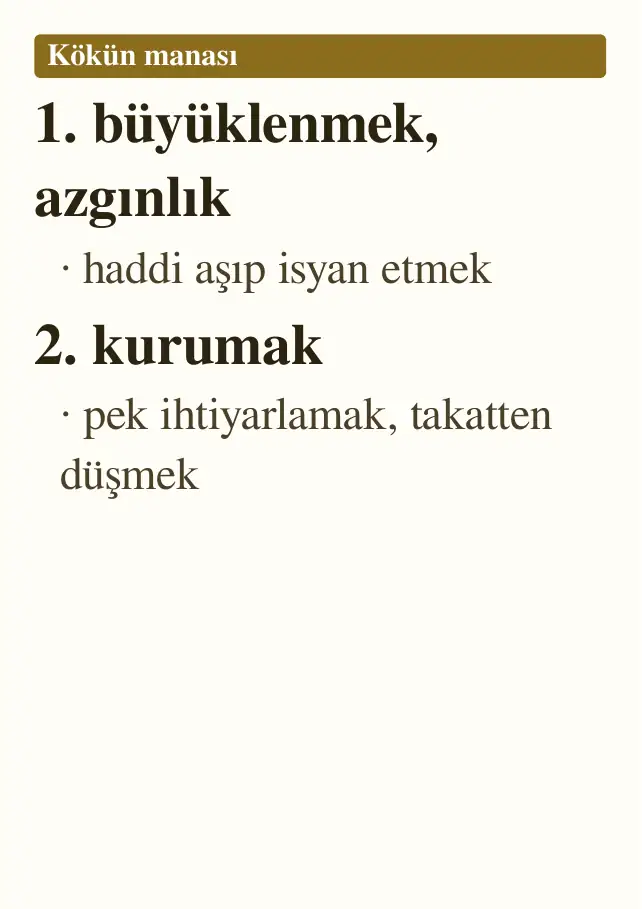 Kökün manası
1. büyüklenmek,
azgınlık
· haddi aşıp isyan etmek
2. kurumak
· pek ihtiyarlamak, takatten
düşmek